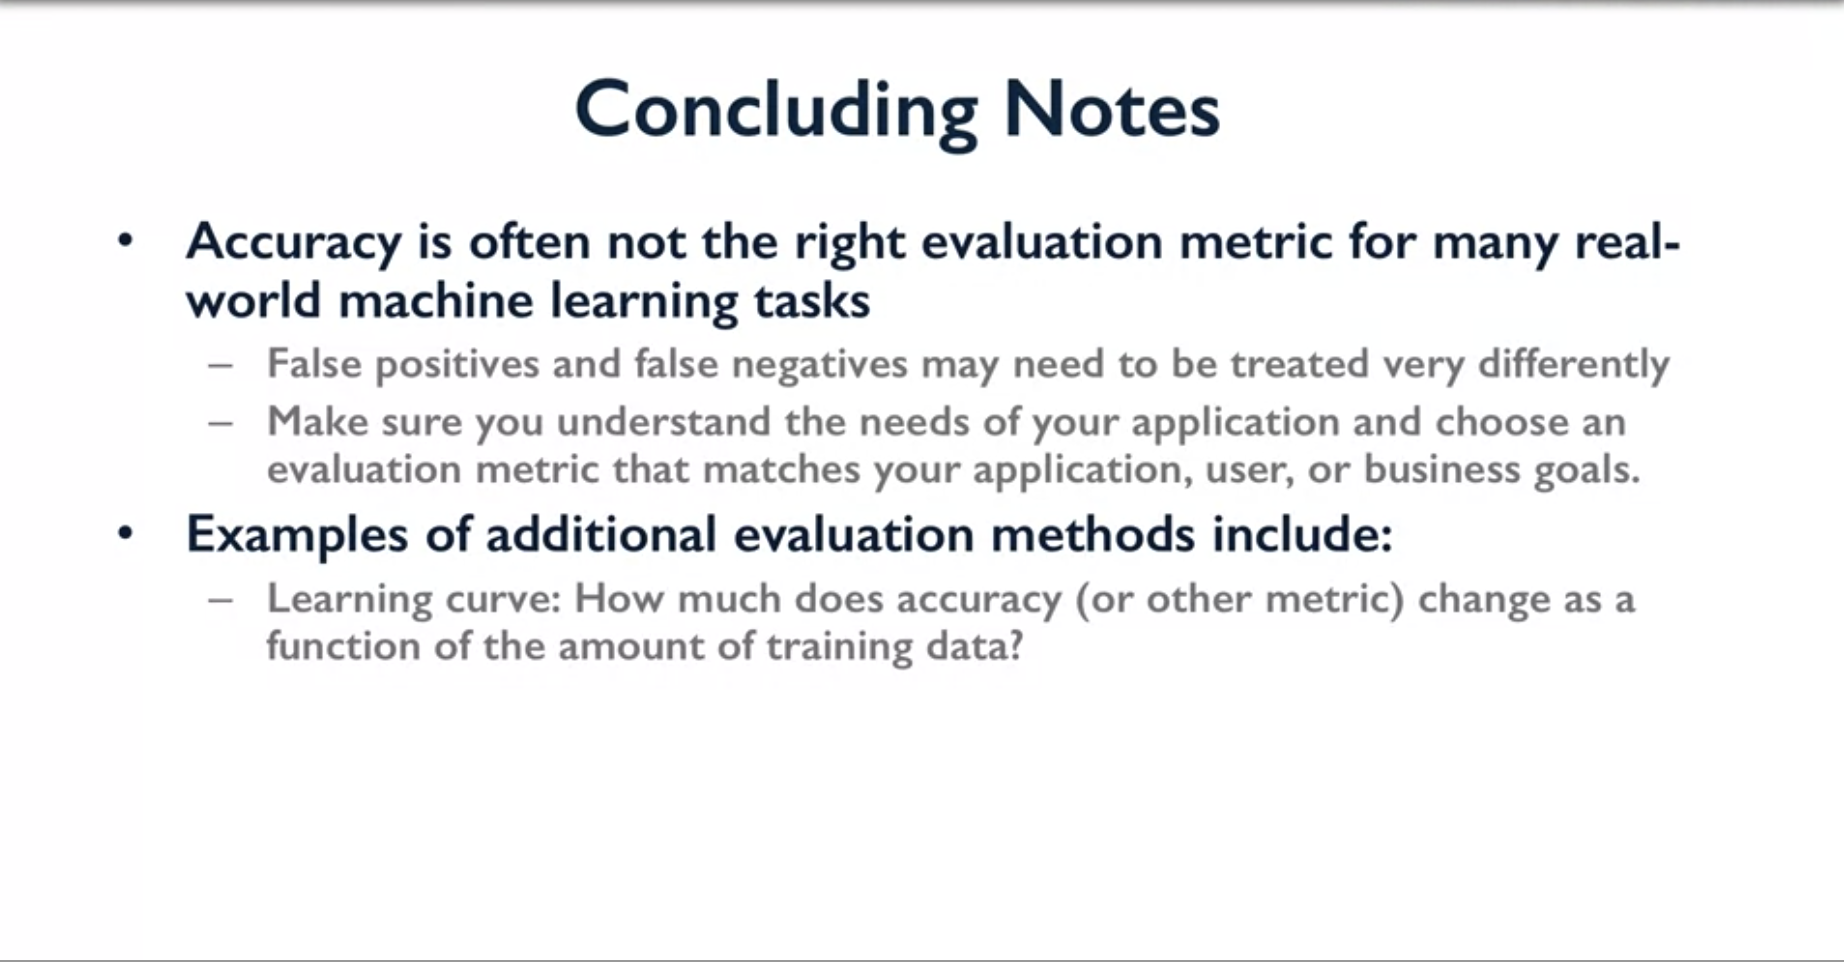 Concluding Notes
• Accuracy is often not the right evaluation metric for many real-
world machine learning tasks
– False positives and false negatives may need to be treated very differently
– Make sure you understand the needs of your application and choose an
evaluation metric that matches your application, user, or business goals.
• Examples of additional evaluation methods include:
– Learning curve: How much does accuracy (or other metric) change as a
function of the amount of training data?